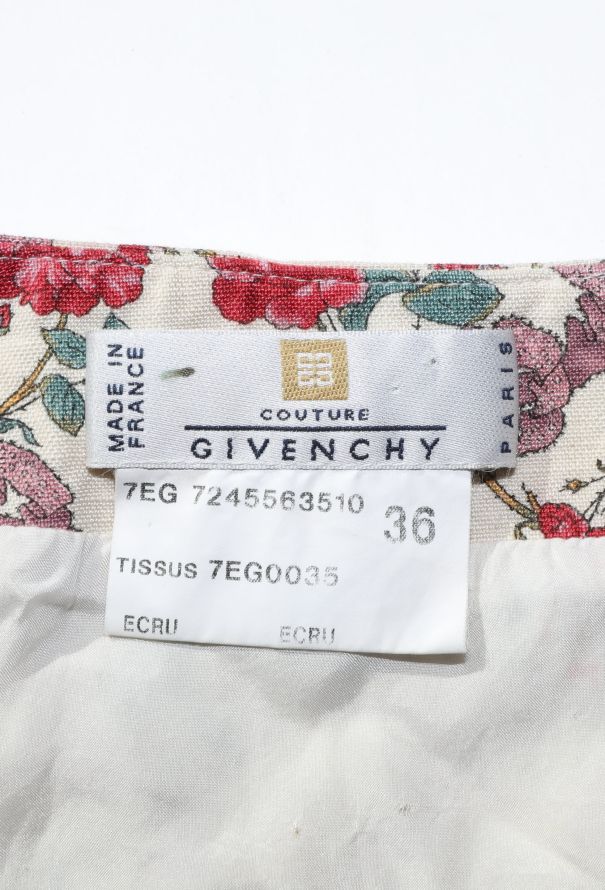 MADE IN
FRANCE
COUTURE
GIVENCHY
PARIS
7EG 7245563510
36
TISSUS 7EG0035
ECRU ECRU